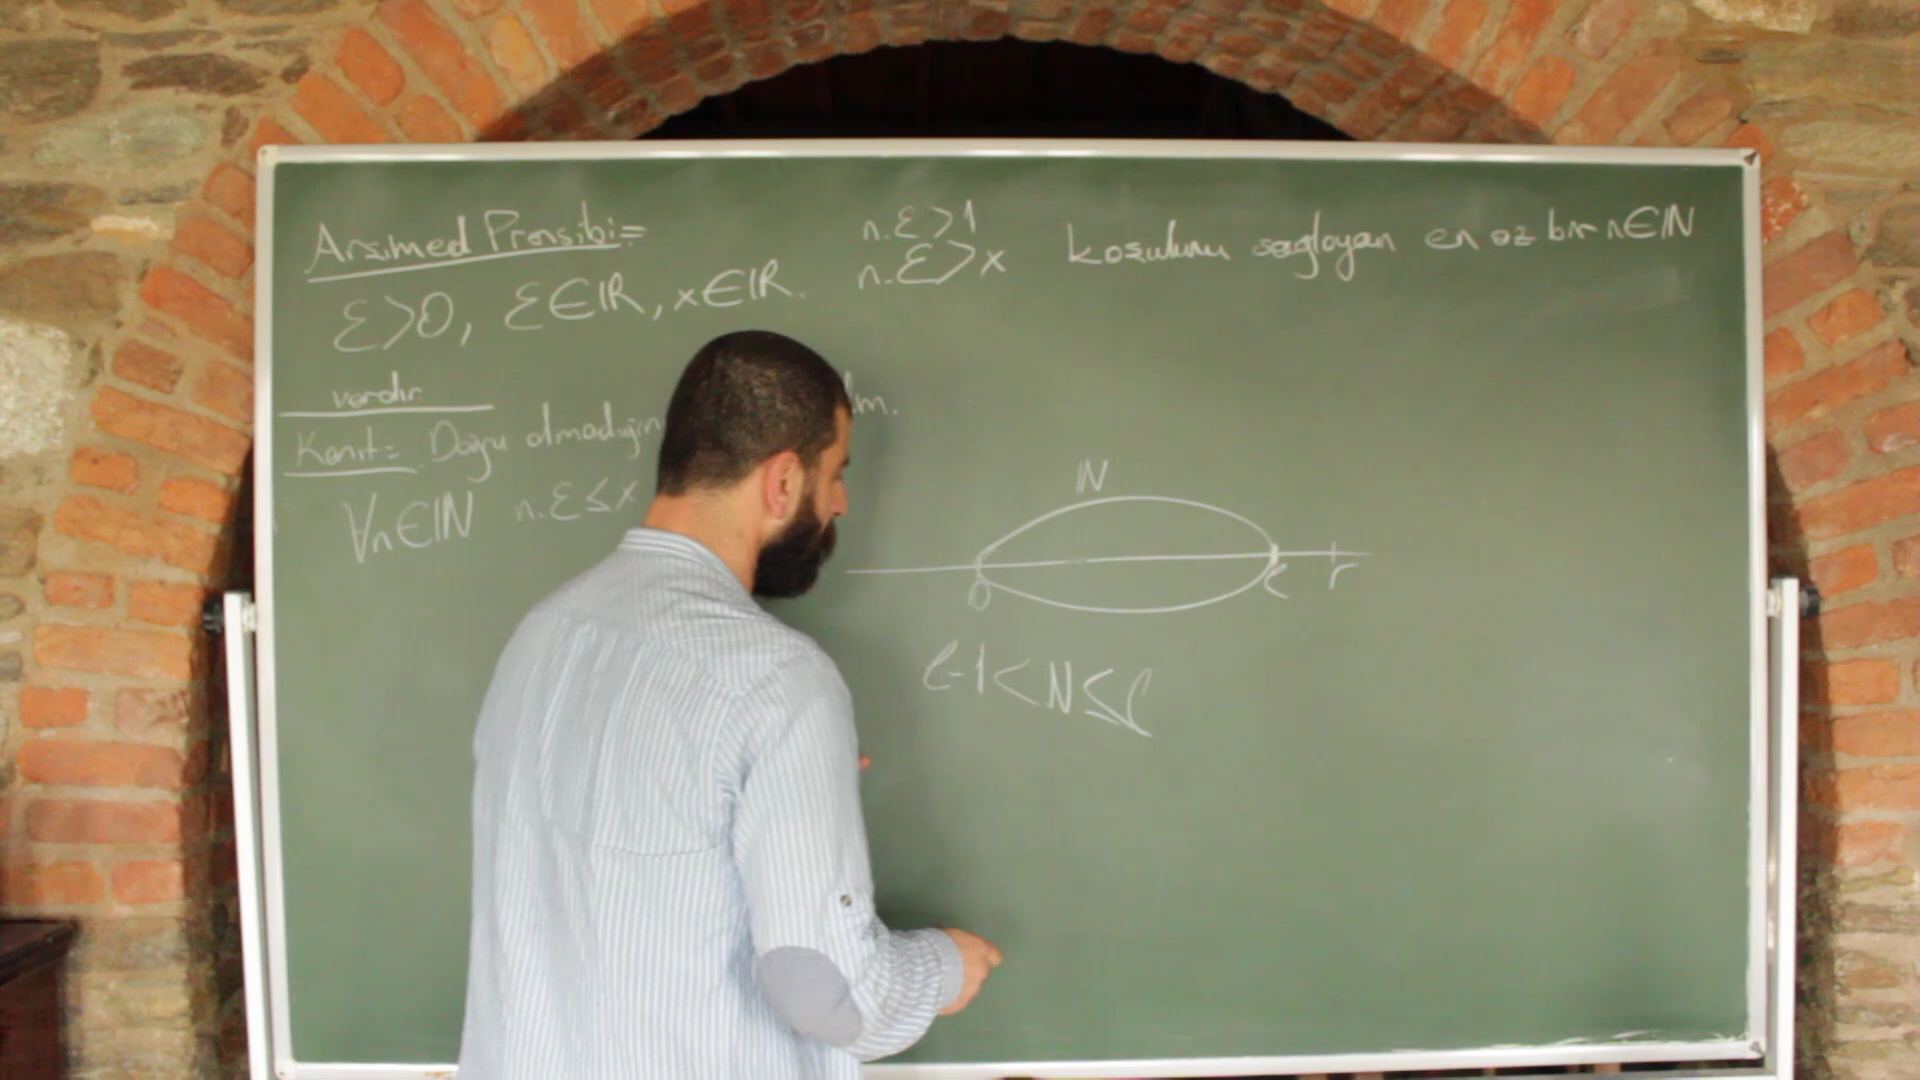 Arşimed Prensibi=
n.ε>1
ε>0, ε∈ℝ, x∈ℝ. n.ε>x koşulunu sağlayan en az bir n∈ℕ
vardır.
Kanıt= Doğru olmadığın
∀n∈ℕ n.ε≤x
ℕ
0 l r
l-1<N≤l